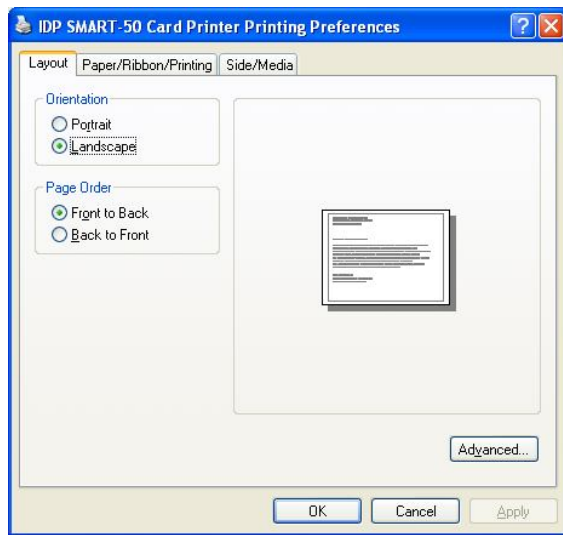 IDP SMART-50 Card Printer Printing Preferences
Layout Paper/Ribbon/Printing Side/Media
Orientation
Portrait
Landscape
Page Order
Front to Back
Back to Front
Advanced...
OK Cancel Apply